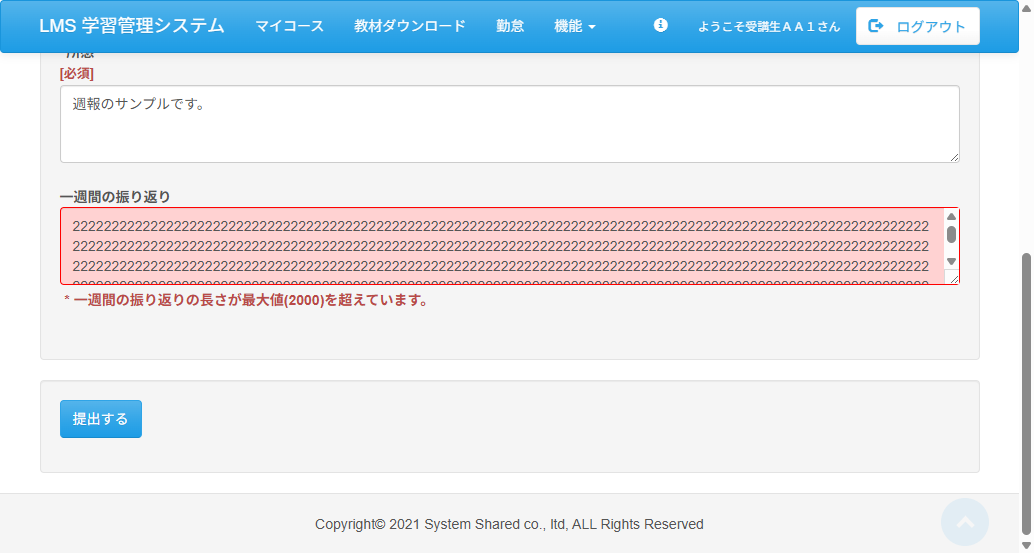 LMS 学習管理システム マイコース 教材ダウンロード 勤怠 機能 ようこそ受講生ＡＡ１さん ログアウト
所感
[必須]
週報のサンプルです。
一週間の振り返り
* 一週間の振り返りの長さが最大値(2000)を超えています。
提出する
Copyright© 2021 System Shared co., ltd, ALL Rights Reserved